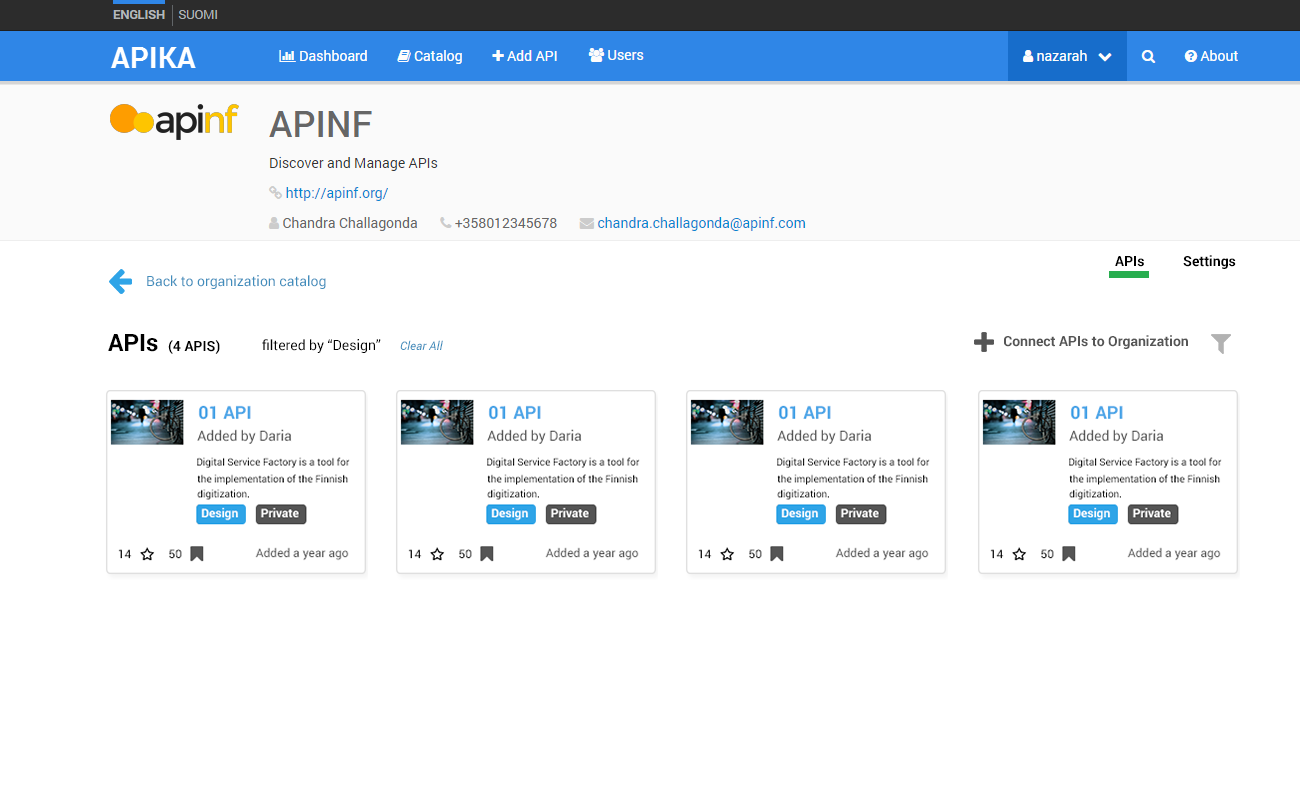 ENGLISH SUOMI
APIKA Dashboard Catalog Add API Users nazarah About
apinf
APINF
Discover and Manage APIs
http://apinf.org/
Chandra Challagonda +358012345678 chandra.challagonda@apinf.com
APIs Settings
Back to organization catalog
APIs (4 APIS) filtered by “Design” Clear All Connect APIs to Organization
01 API
Added by Daria
Digital Service Factory is a tool for
the implementation of the Finnish
digitization.
Design Private
14 50 Added a year ago
01 API
Added by Daria
Digital Service Factory is a tool for
the implementation of the Finnish
digitization.
Design Private
14 50 Added a year ago
01 API
Added by Daria
Digital Service Factory is a tool for
the implementation of the Finnish
digitization.
Design Private
14 50 Added a year ago
01 API
Added by Daria
Digital Service Factory is a tool for
the implementation of the Finnish
digitization.
Design Private
14 50 Added a year ago